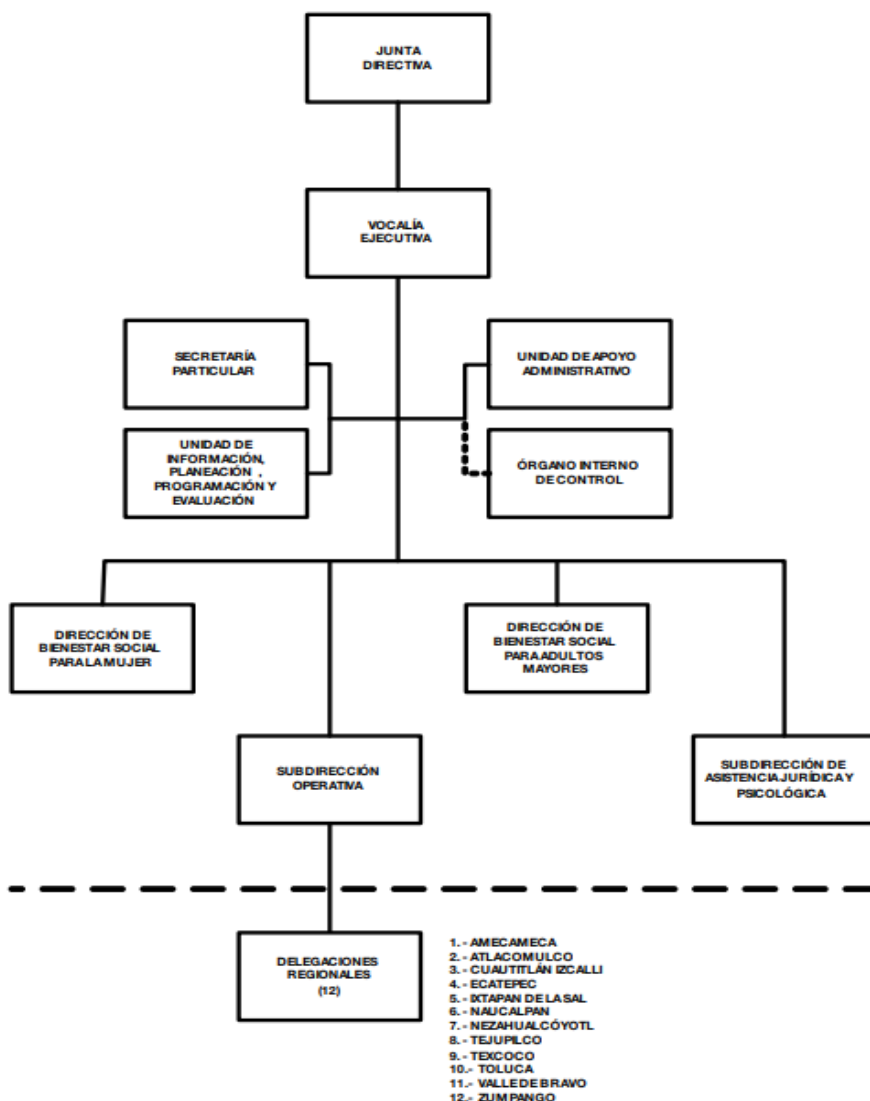 JUNTA
DIRECTIVA
VOCALÍA
EJECUTIVA
SECRETARÍA
PARTICULAR
UNIDAD DE APOYO
ADMINISTRATIVO
UNIDAD DE
INFORMACIÓN,
PLANEACIÓN ,
PROGRAMACIÓN Y
EVALUACIÓN
ÓRGANO INTERNO
DE CONTROL
DIRECCIÓN DE
BIENESTAR SOCIAL
PARA LA MUJER
DIRECCIÓN DE
BIENESTAR SOCIAL
PARA ADULTOS
MAYORES
SUBDIRECCIÓN
OPERATIVA
SUBDIRECCIÓN DE
ASISTENCIA JURÍDICA Y
PSICOLÓGICA
DELEGACIONES
REGIONALES
(12)
1.- AMECAMECA
2.- ATLACOMULCO
3.- CUAUTITLÁN IZCALLI
4.- ECATEPEC
5.- IXTAPAN DE LA SAL
6.- NAUCALPAN
7.- NEZAHUALCÓYOTL
8.- TEJUPILCO
9.- TEXCOCO
10.- TOLUCA
11.- VALLE DE BRAVO
12.- ZUMPANGO